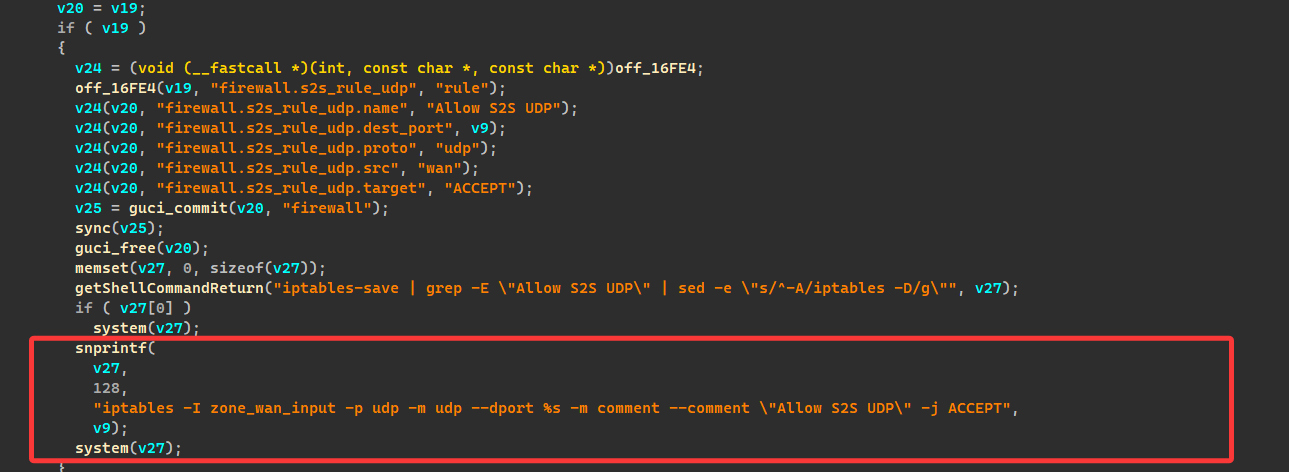 v20 = v19;
if ( v19 )
{
v24 = (void (__fastcall *)(int, const char *, const char *))off_16FE4;
off_16FE4(v19, "firewall.s2s_rule_udp", "rule");
v24(v20, "firewall.s2s_rule_udp.name", "Allow S2S UDP");
v24(v20, "firewall.s2s_rule_udp.dest_port", v9);
v24(v20, "firewall.s2s_rule_udp.proto", "udp");
v24(v20, "firewall.s2s_rule_udp.src", "wan");
v24(v20, "firewall.s2s_rule_udp.target", "ACCEPT");
v25 = guci_commit(v20, "firewall");
sync(v25);
guci_free(v20);
memset(v27, 0, sizeof(v27));
getShellCommandReturn("iptables-save | grep -E \"Allow S2S UDP\" | sed -e \"s/^-A/iptables -D/g\"", v27);
if ( v27[0] )
system(v27);
snprintf(
v27,
128,
"iptables -I zone_wan_input -p udp -m udp --dport %s -m comment --comment \"Allow S2S UDP\" -j ACCEPT",
v9);
system(v27);